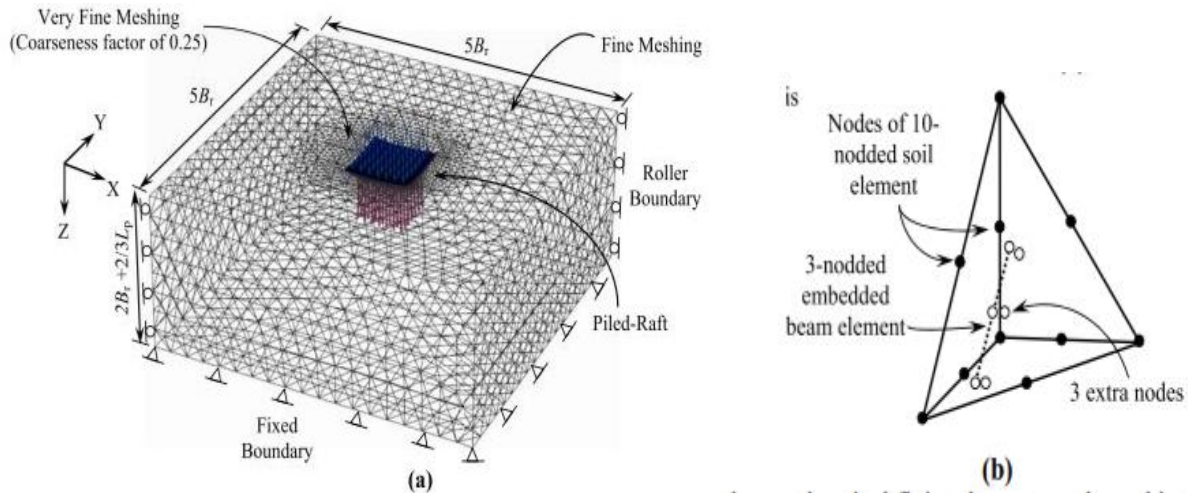 Very Fine Meshing
(Coarseness factor of 0.25)
5Br
Fine Meshing
5Br
Y
X
Z
Roller
Boundary
2Br +2/3Lp
Piled-Raft
Fixed
Boundary
(a)
is
Nodes of 10-
nodded soil
element
3-nodded
embedded
beam element
3 extra nodes
(b)